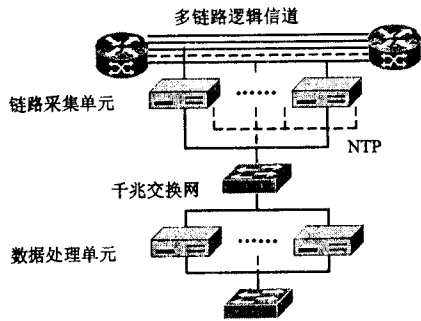 多链路逻辑信道
链路采集单元
NTP
千兆交换网
数据处理单元